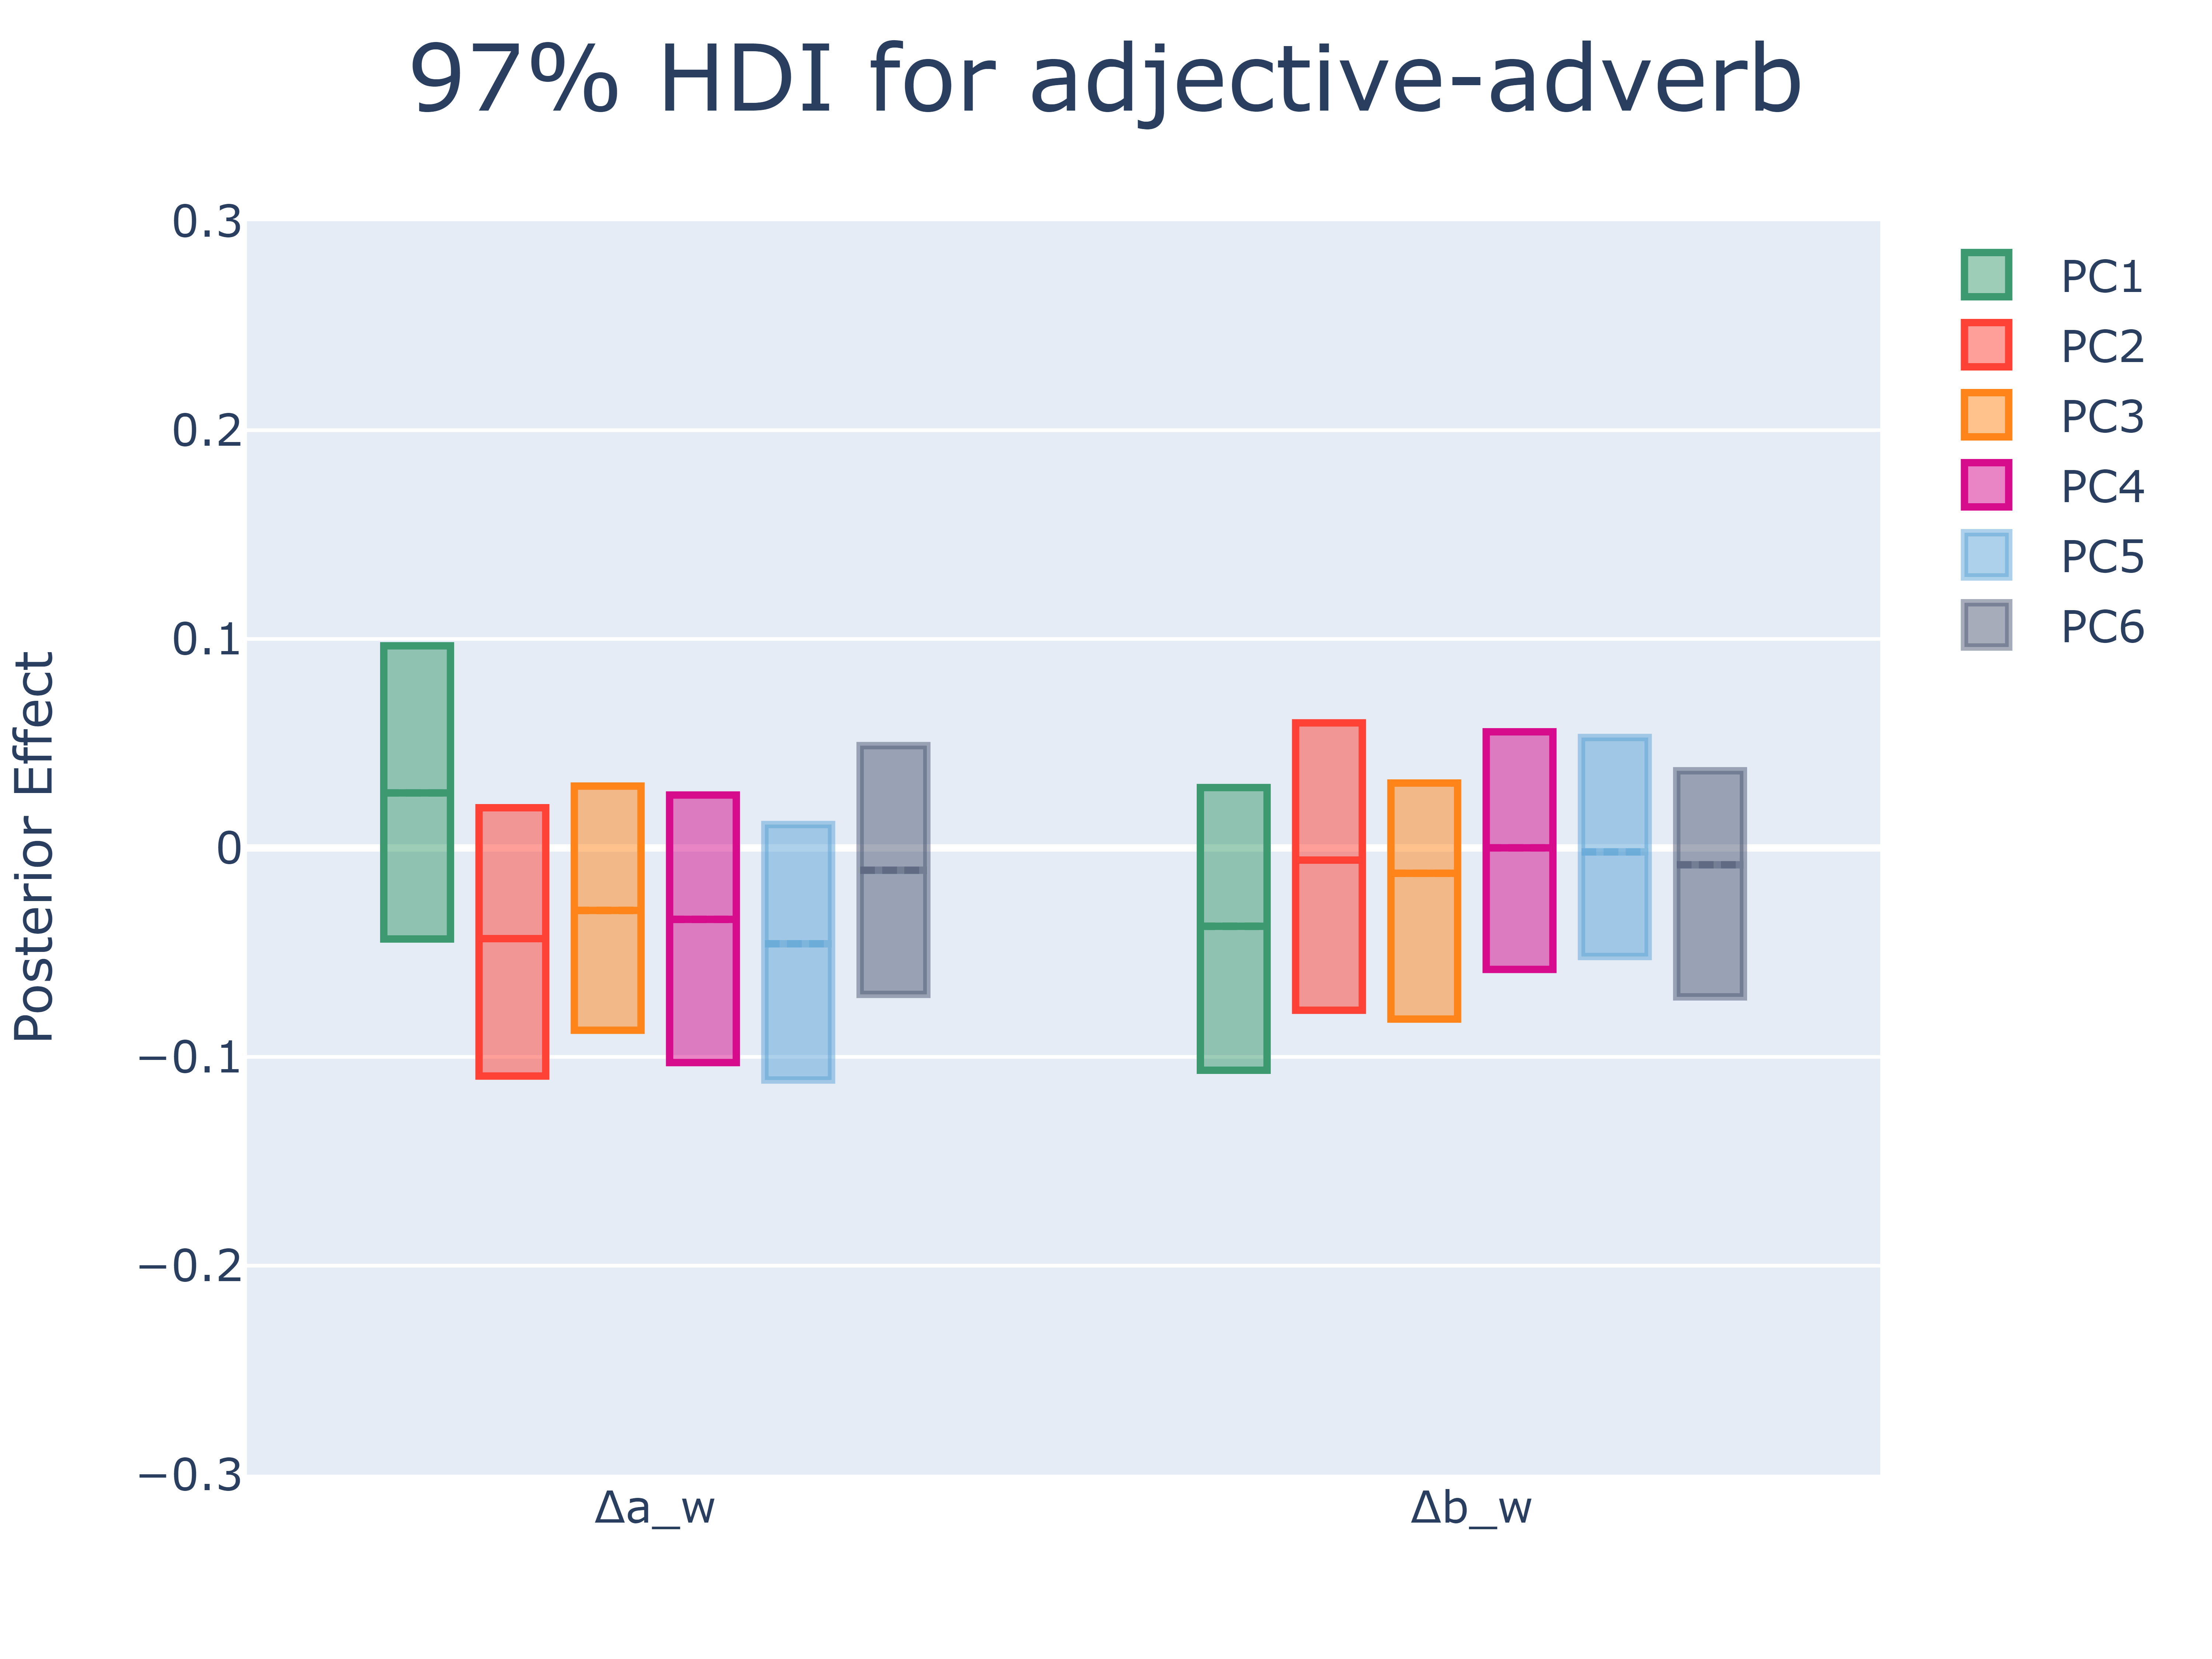 97% HDI for adjective-adverb
0.3
0.2
0.1
0
−0.1
−0.2
−0.3
Posterior Effect
Δa_w
Δb_w
PC1
PC2
PC3
PC4
PC5
PC6